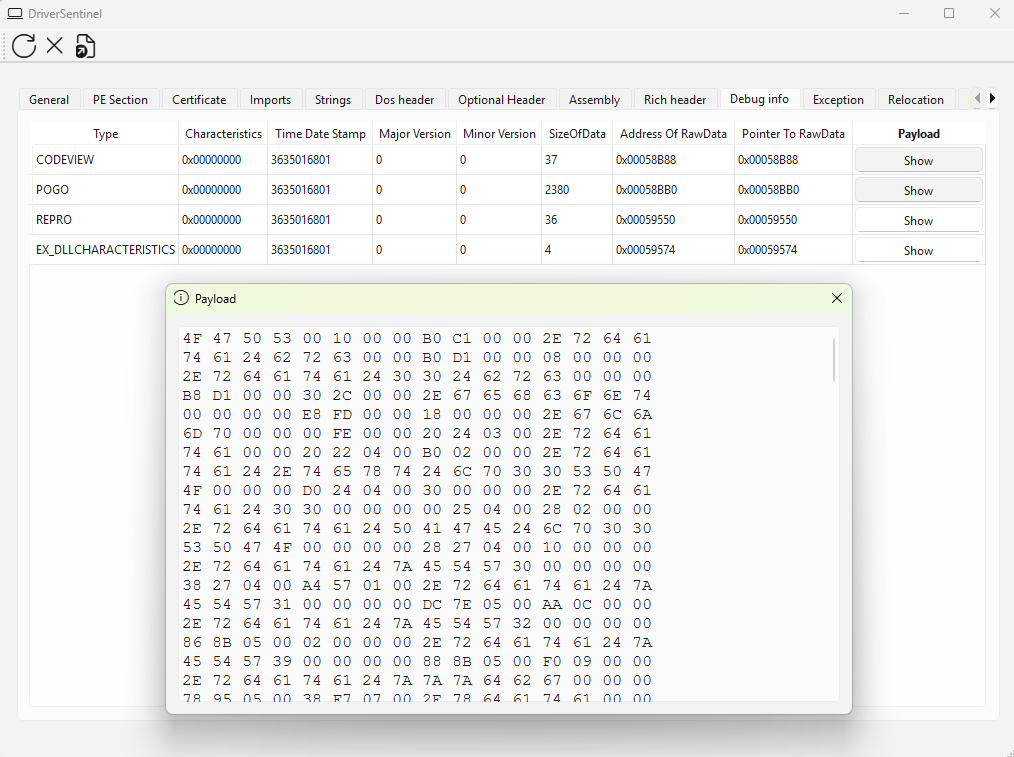 DriverSentinel
General PE Section Certificate Imports Strings Dos header Optional Header Assembly Rich header Debug info Exception Relocation
Type Characteristics Time Date Stamp Major Version Minor Version SizeOfData Address Of RawData Pointer To RawData Payload
CODEVIEW 0x00000000 3635016801 0 0 37 0x00058B88 0x00058B88 Show
POGO 0x00000000 3635016801 0 0 2380 0x00058BB0 0x00058BB0 Show
REPRO 0x00000000 3635016801 0 0 36 0x00059550 0x00059550 Show
EX_DLLCHARACTERISTICS 0x00000000 3635016801 0 0 4 0x00059574 0x00059574 Show
Payload
4F 47 50 53 00 10 00 00 B0 C1 00 00 2E 72 64 61
74 61 24 62 72 63 00 00 B0 D1 00 00 08 00 00 00
2E 72 64 61 74 61 24 30 30 24 62 72 63 00 00 00
B8 D1 00 00 30 2C 00 00 2E 67 65 68 63 6F 6E 74
00 00 00 00 E8 FD 00 00 18 00 00 00 2E 67 6C 6A
6D 70 00 00 00 FE 00 00 20 24 03 00 2E 72 64 61
74 61 00 00 20 22 04 00 B0 02 00 00 2E 72 64 61
74 61 24 2E 74 65 78 74 24 6C 70 30 30 53 50 47
4F 00 00 00 D0 24 04 00 30 00 00 00 2E 72 64 61
74 61 24 30 30 00 00 00 00 25 04 00 28 02 00 00
2E 72 64 61 74 61 24 50 41 47 45 24 6C 70 30 30
53 50 47 4F 00 00 00 00 28 27 04 00 10 00 00 00
2E 72 64 61 74 61 24 7A 45 54 57 30 00 00 00 00
38 27 04 00 A4 57 01 00 2E 72 64 61 74 61 24 7A
45 54 57 31 00 00 00 00 DC 7E 05 00 AA 0C 00 00
2E 72 64 61 74 61 24 7A 45 54 57 32 00 00 00 00
86 8B 05 00 02 00 00 00 2E 72 64 61 74 61 24 7A
45 54 57 39 00 00 00 00 88 8B 05 00 F0 09 00 00
2E 72 64 61 74 61 24 7A 7A 7A 64 62 67 00 00 00
78 95 05 00 38 F7 07 00 2E 78 64 61 74 61 00 00